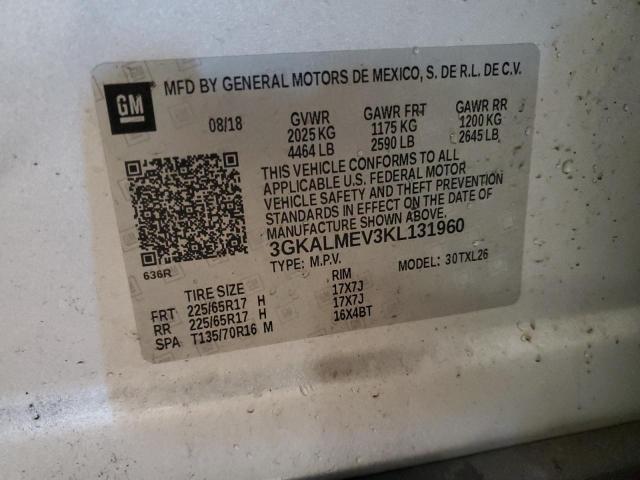 GM
MFD BY GENERAL MOTORS DE MEXICO, S. DE R.L. DE C.V.
08/18 GVWR GAWR FRT GAWR RR
2025 KG 1175 KG 1200 KG
4464 LB 2590 LB 2645 LB
THIS VEHICLE CONFORMS TO ALL
APPLICABLE U.S. FEDERAL MOTOR
VEHICLE SAFETY AND THEFT PREVENTION
STANDARDS IN EFFECT ON THE DATE OF
MANUFACTURE SHOWN ABOVE.
3GKALMEV3KL131960
636R
TYPE: M.P.V. MODEL: 30TXL26
TIRE SIZE RIM
FRT 225/65R17 H 17X7J
RR 225/65R17 H 17X7J
SPA T135/70R16 M 16X4BT